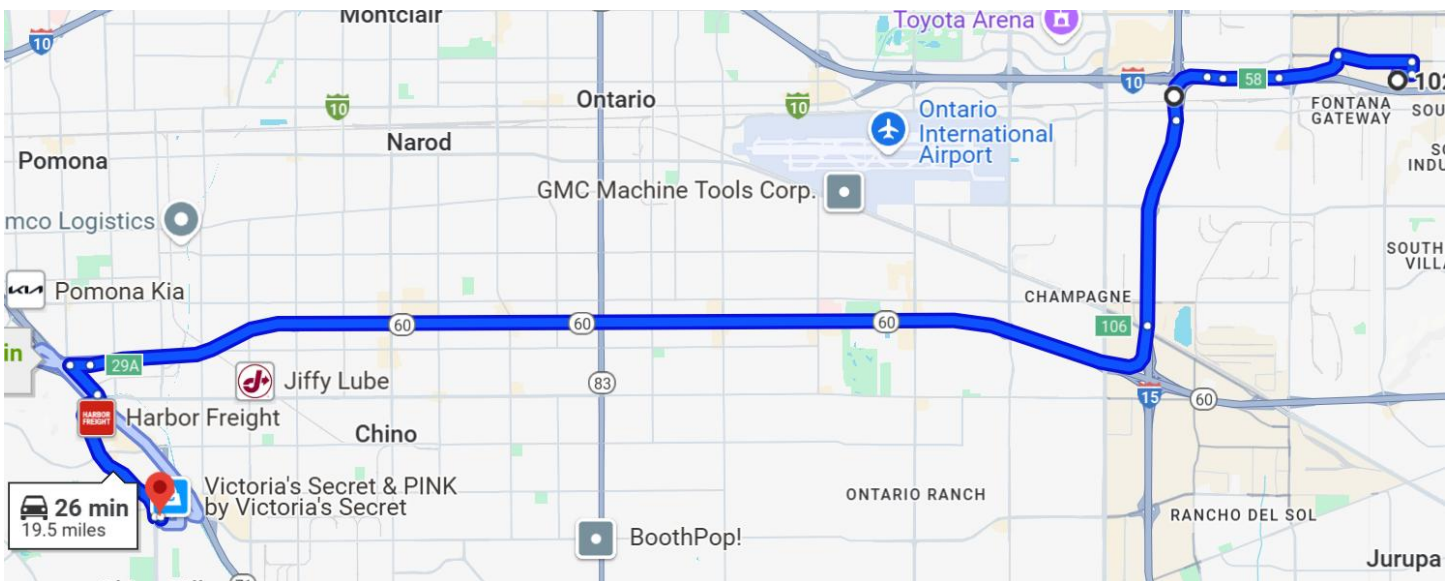 Montclair
Toyota Arena
10
10
58
102
FONTANA
GATEWAY
SOU
Ontario
10
10
Ontario
International
Airport
Narod
Pomona
SO
INDU
GMC Machine Tools Corp.
mco Logistics
SOUTH
VILLA
Pomona Kia
KIA
CHAMPAGNE
60
60
60
106
in
29A
Jiffy Lube
83
15
60
HARBOR
FREIGHT
Harbor Freight
Chino
Victoria's Secret & PINK
by Victoria's Secret
26 min
19.5 miles
ONTARIO RANCH
RANCHO DEL SOL
BoothPop!
Jurupa